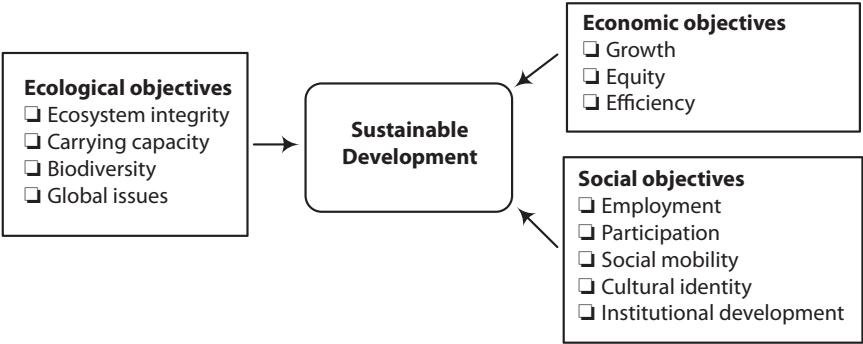 Ecological objectives
❏ Ecosystem integrity
❏ Carrying capacity
❏ Biodiversity
❏ Global issues
Sustainable
Development
Economic objectives
❏ Growth
❏ Equity
❏ Efficiency
Social objectives
❏ Employment
❏ Participation
❏ Social mobility
❏ Cultural identity
❏ Institutional development